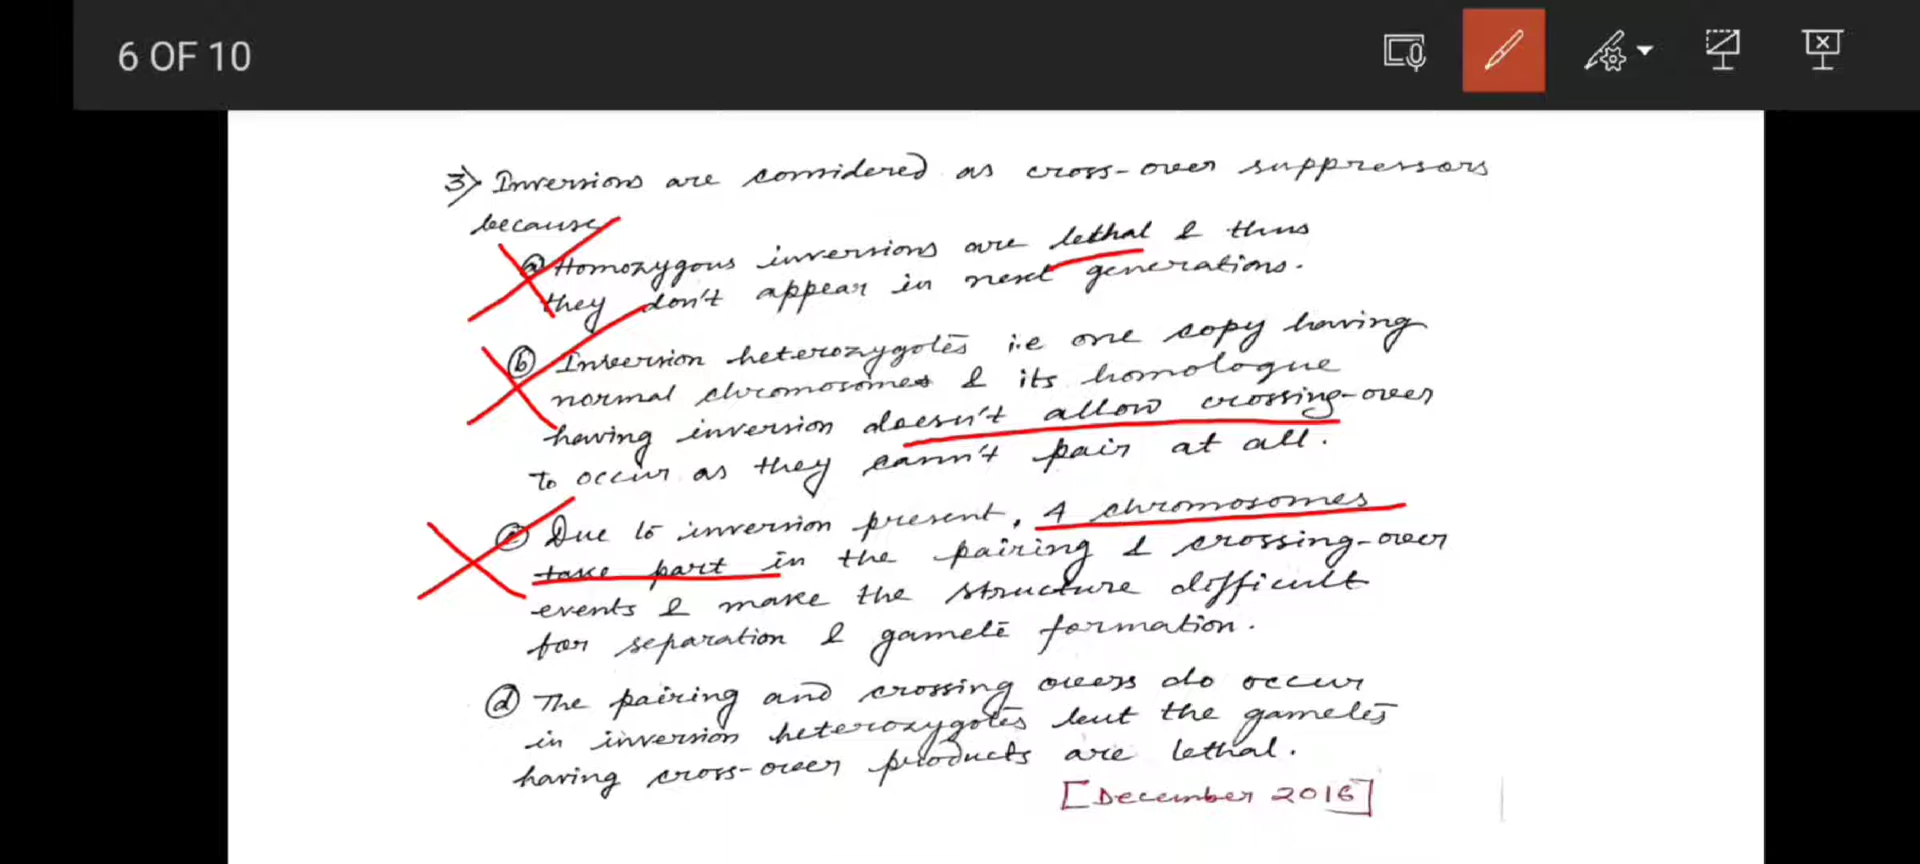 6 OF 10
3) Inversions are considered as cross-over suppressors
because
(a) Homozygous inversions are lethal & thus
they don't appear in next generations.
(b) Inversion heterozygotes i.e one copy having
normal chromosomes & its homologue
having inversion doesn't allow crossing-over
to occur as they cann't pair at all.
(c) Due to inversion present, 4 chromosomes
take part in the pairing & crossing-over
events & make the structure difficult
for separation & gamete formation.
(d) The pairing and crossing overs do occur
in inversion heterozygotes but the gametes
having cross-over products are lethal.
[December 2016]